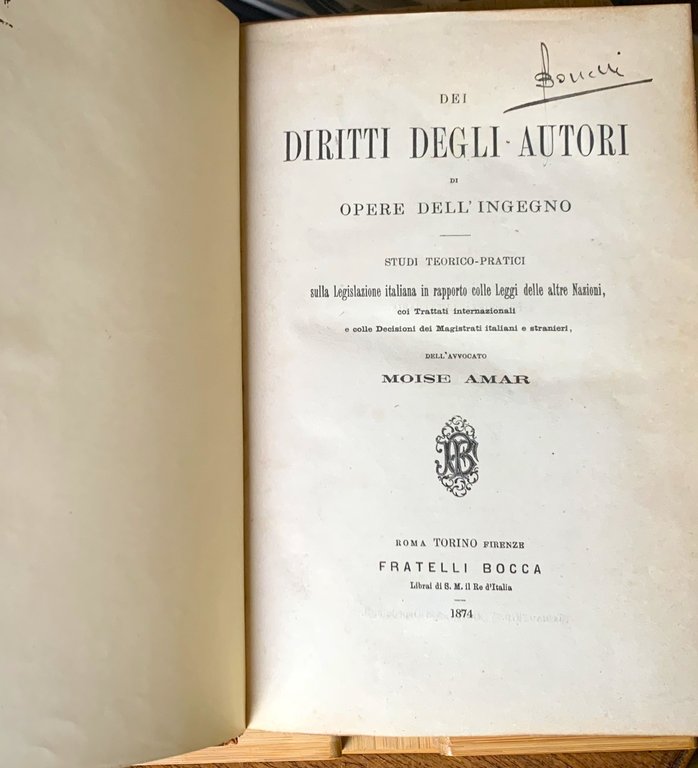 DEI
DIRITTI DEGLI AUTORI
DI
OPERE DELL'INGEGNO
STUDI TEORICO-PRATICI
sulla Legislazione italiana in rapporto colle Leggi delle altre Nazioni,
coi Trattati internazionali
e colle Decisioni dei Magistrati italiani e stranieri,
DELL'AVVOCATO
MOISE AMAR
ROMA TORINO FIRENZE
FRATELLI BOCCA
Librai di S. M. il Re d'Italia
1874